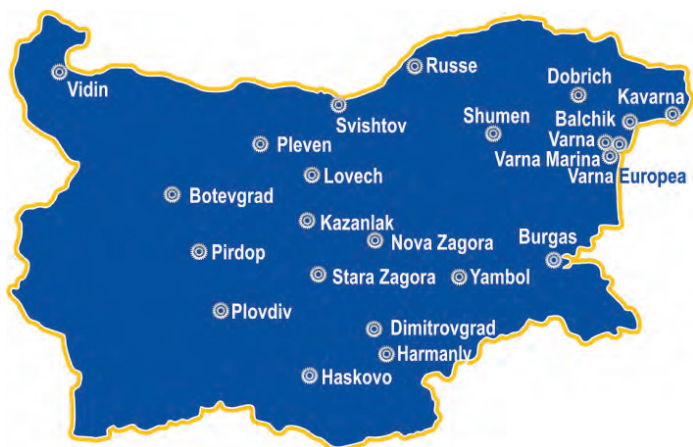 Russe
Dobrich
Vidin
Kavarna
Svishtov
Shumen
Balchik
Pleven
Varna
Varna Marina
Lovech
Varna Europea
Botevgrad
Kazanlak
Nova Zagora
Burgas
Pirdop
Stara Zagora
Yambol
Plovdiv
Dimitrovgrad
Harmanly
Haskovo